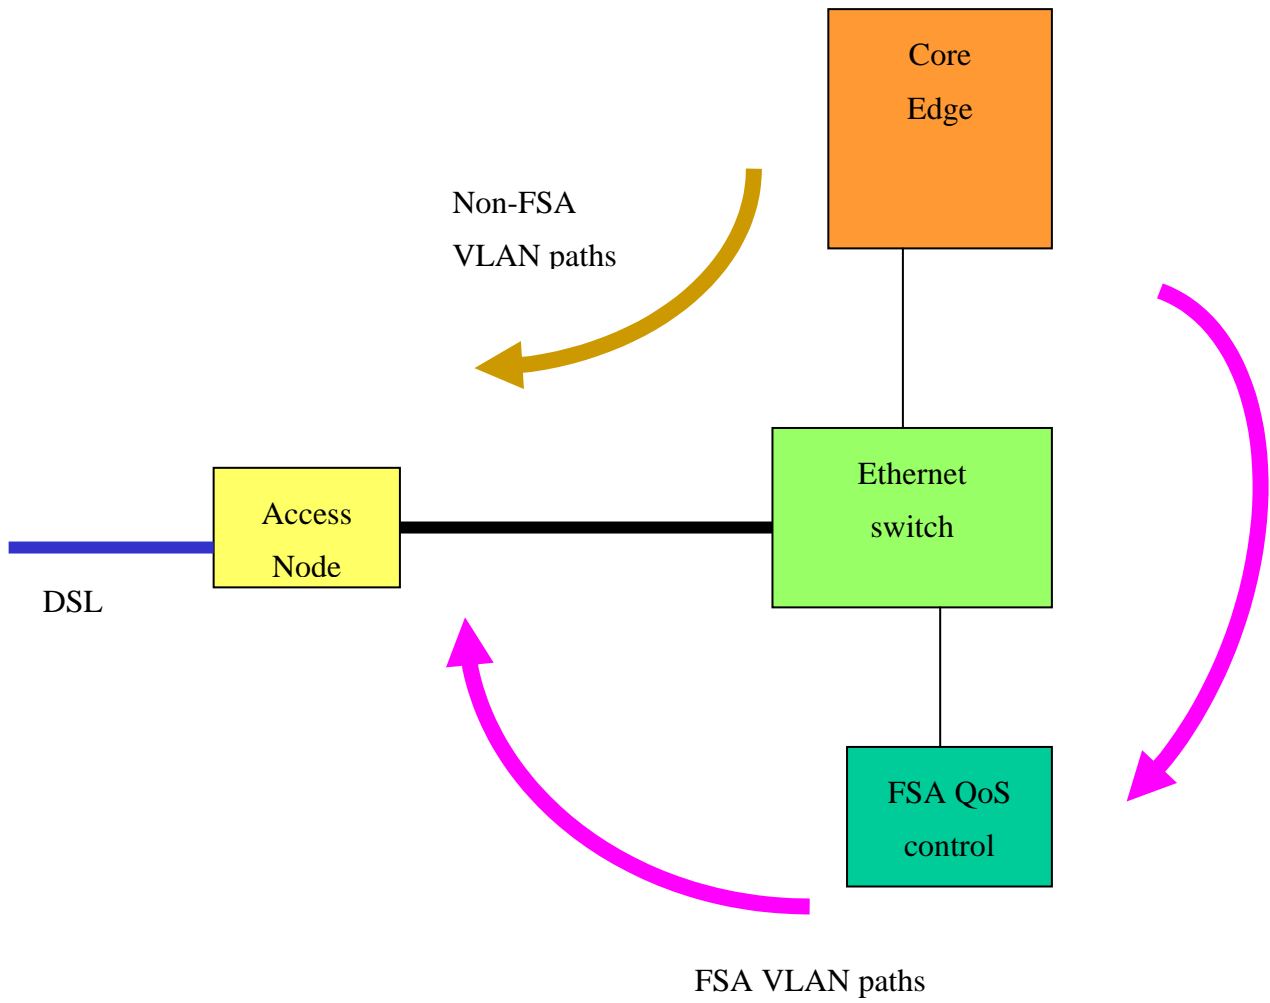 Core
Edge
Non-FSA
VLAN paths
Ethernet
switch
Access
Node
DSL
FSA QoS
control
FSA VLAN paths